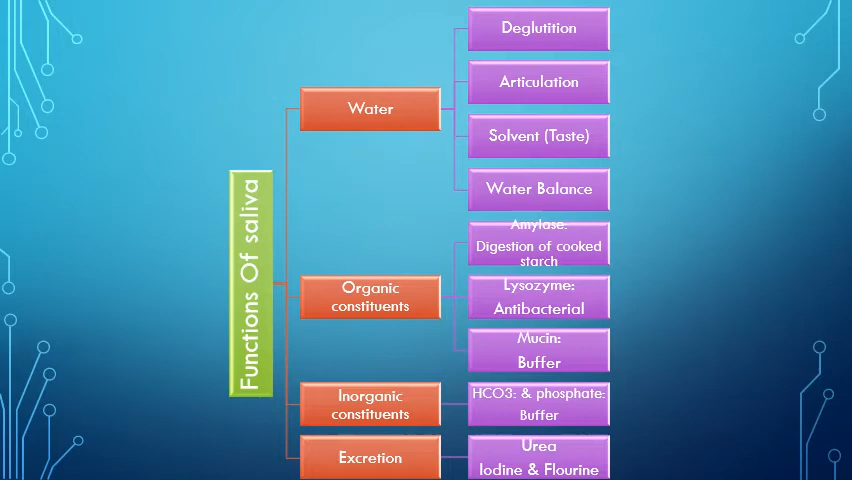 Functions Of saliva
Water
Deglutition
Articulation
Solvent (Taste)
Water Balance
Organic
constituents
Amylase:
Digestion of cooked
starch
Lysozyme:
Antibacterial
Mucin:
Buffer
Inorganic
constituents
HCO3: & phosphate:
Buffer
Excretion
Urea
Iodine & Flourine